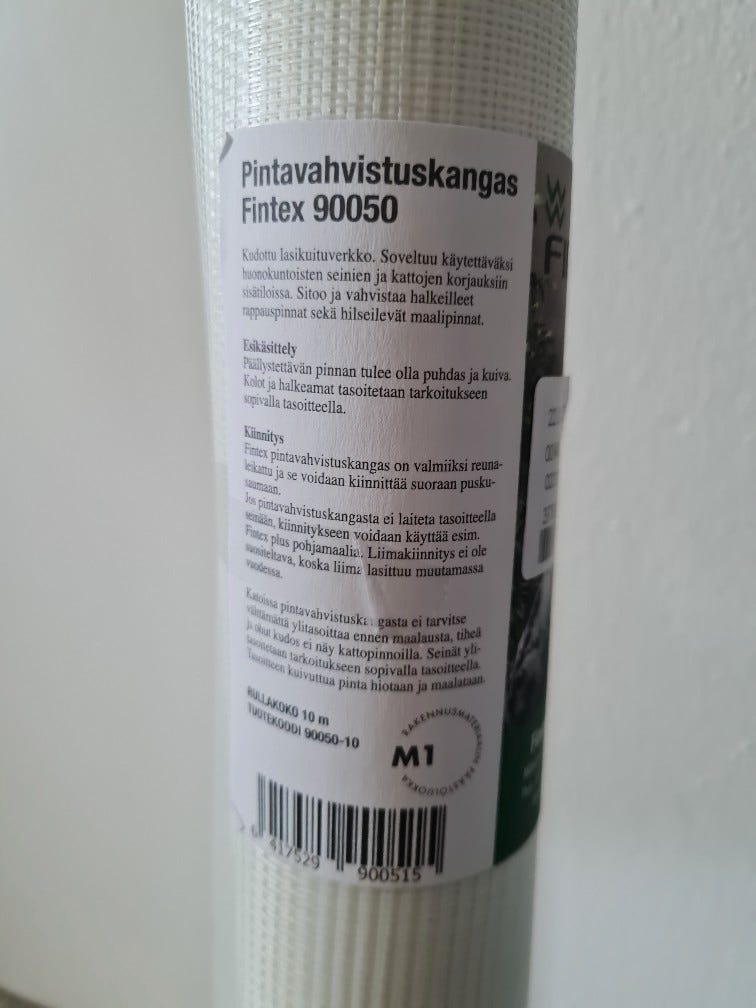 Pintavahvistuskangas
Fintex 90050
Kudottu lasikuituverkko. Soveltuu käytettäväksi
huonokuntoisten seinien ja kattojen korjauksiin
sisätiloissa. Sitoo ja vahvistaa halkeilleet
rappauspinnat sekä hilseilevät maalipinnat.
Esikäsittely
Päällystettävän pinnan tulee olla puhdas ja kuiva.
Kolot ja halkeamat tasoitetaan tarkoitukseen
sopivalla tasoitteella.
Kiinnitys
Fintex pintavahvistuskangas on valmiiksi reuna-
leikattu ja se voidaan kiinnittää suoraan pusku-
saumaan.
Jos pintavahvistuskangasta ei laiteta tasoitteella
seinään, kiinnitykseen voidaan käyttää esim.
Fintex plus pohjamaalia. Liimakiinnitys ei ole
suositeltava, koska liima lasittuu muutamassa
vuodessa.
Katoissa pintavahvistuskangasta ei tarvitse
välttämättä ylitasoittaa ennen maalausta, tiheä
ja ohut kudos ei näy kattopinnoilla. Seinät yli-
tasoitetaan tarkoitukseen sopivalla tasoitteella.
Tasoitteen kuivuttua pinta hiotaan ja maalataan.
RULLAKOKO 10 m
TUOTEKOODI 90050-10
RAKENNUSMATERIAALIN PÄÄSTÖLUOKKA
M1
417529
900515
FI